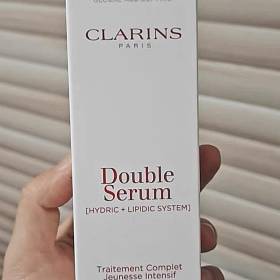 CLARINS
PARIS
Double
Serum
[HYDRIC + LIPIDIC SYSTEM]
Traitement Complet
Jeunesse Intensif